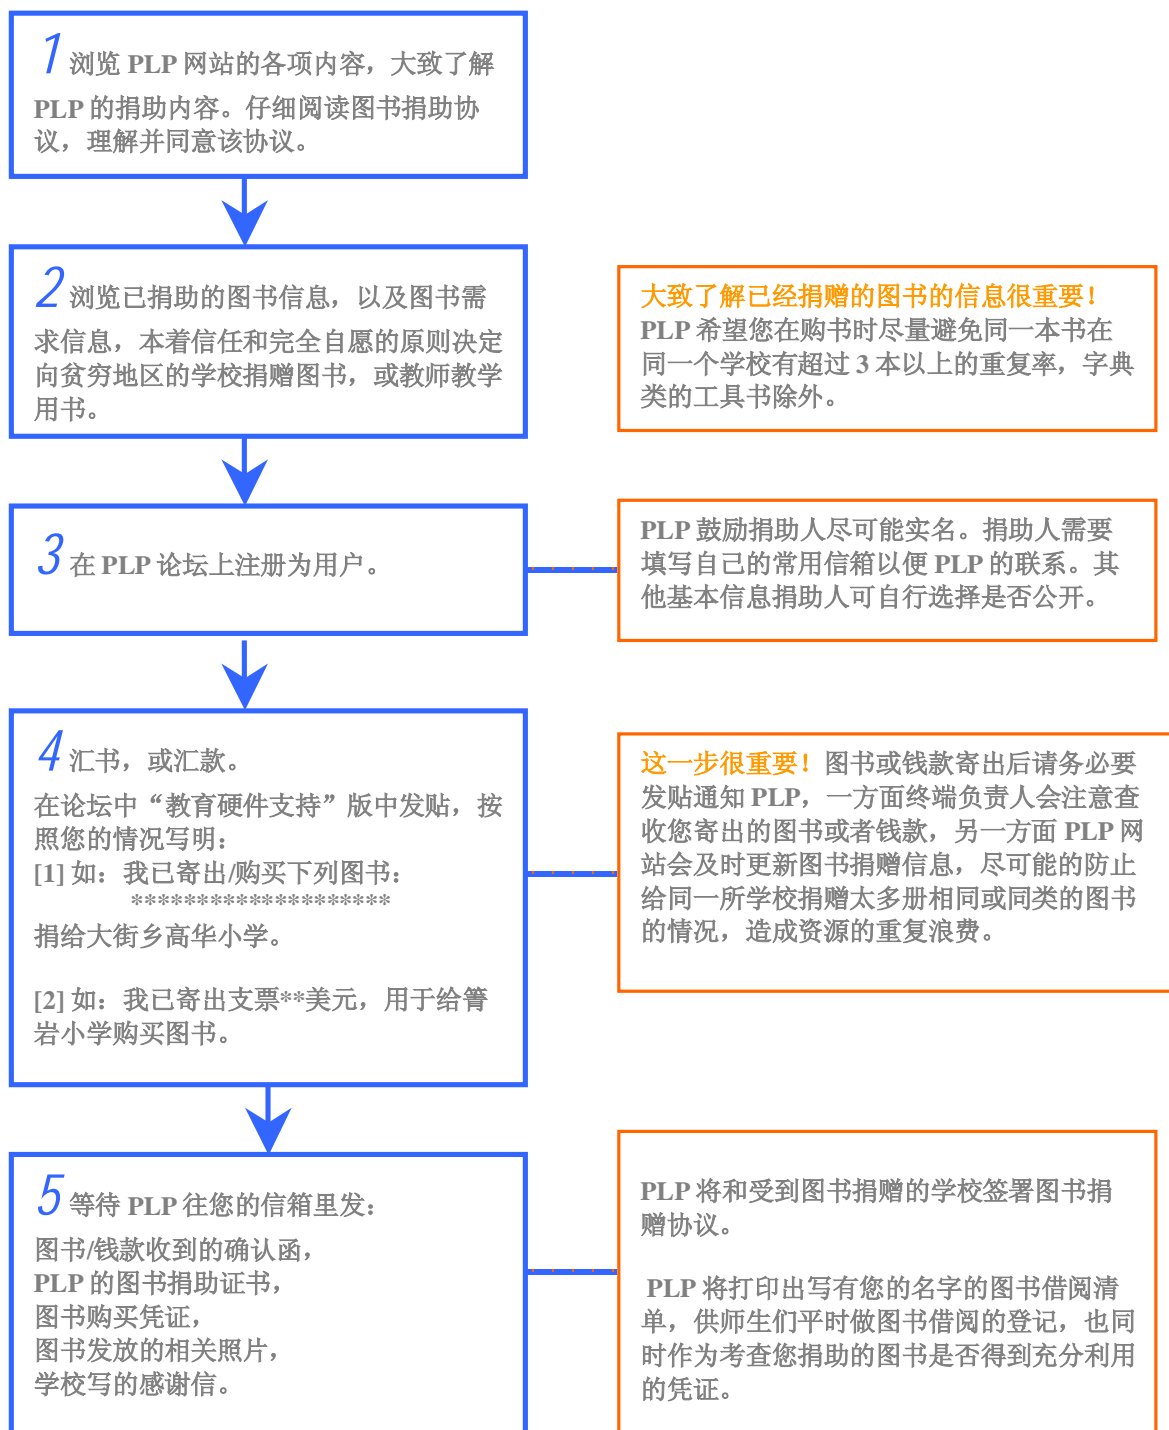 1 浏览 PLP 网站的各项内容，大致了解
PLP 的捐助内容。仔细阅读图书捐助协
议，理解并同意该协议。
2 浏览已捐助的图书信息，以及图书需
求信息，本着信任和完全自愿的原则决定
向贫穷地区的学校捐赠图书，或教师教学
用书。
大致了解已经捐赠的图书的信息很重要！
PLP 希望您在购书时尽量避免同一本书在
同一个学校有超过 3 本以上的重复率，字典
类的工具书除外。
3 在 PLP 论坛上注册为用户。
PLP 鼓励捐助人尽可能实名。捐助人需要
填写自己的常用信箱以便 PLP 的联系。其
他基本信息捐助人可自行选择是否公开。
4 汇书，或汇款。
在论坛中“教育硬件支持”版中发贴，按
照您的情况写明：
[1] 如：我已寄出/购买下列图书：
********************
捐给大街乡高华小学。
[2] 如：我已寄出支票**美元，用于给箐
岩小学购买图书。
这一步很重要！图书或钱款寄出后请务必要
发贴通知 PLP，一方面终端负责人会注意查
收您寄出的图书或者钱款，另一方面 PLP 网
站会及时更新图书捐赠信息，尽可能的防止
给同一所学校捐赠太多册相同或同类的图书
的情况，造成资源的重复浪费。
5 等待 PLP 往您的信箱里发：
图书/钱款收到的确认函，
PLP 的图书捐助证书，
图书购买凭证，
图书发放的相关照片，
学校写的感谢信。
PLP 将和受到图书捐赠的学校签署图书捐
赠协议。
PLP 将打印出写有您的名字的图书借阅清
单，供师生们平时做图书借阅的登记，也同
时作为考查您捐助的图书是否得到充分利用
的凭证。